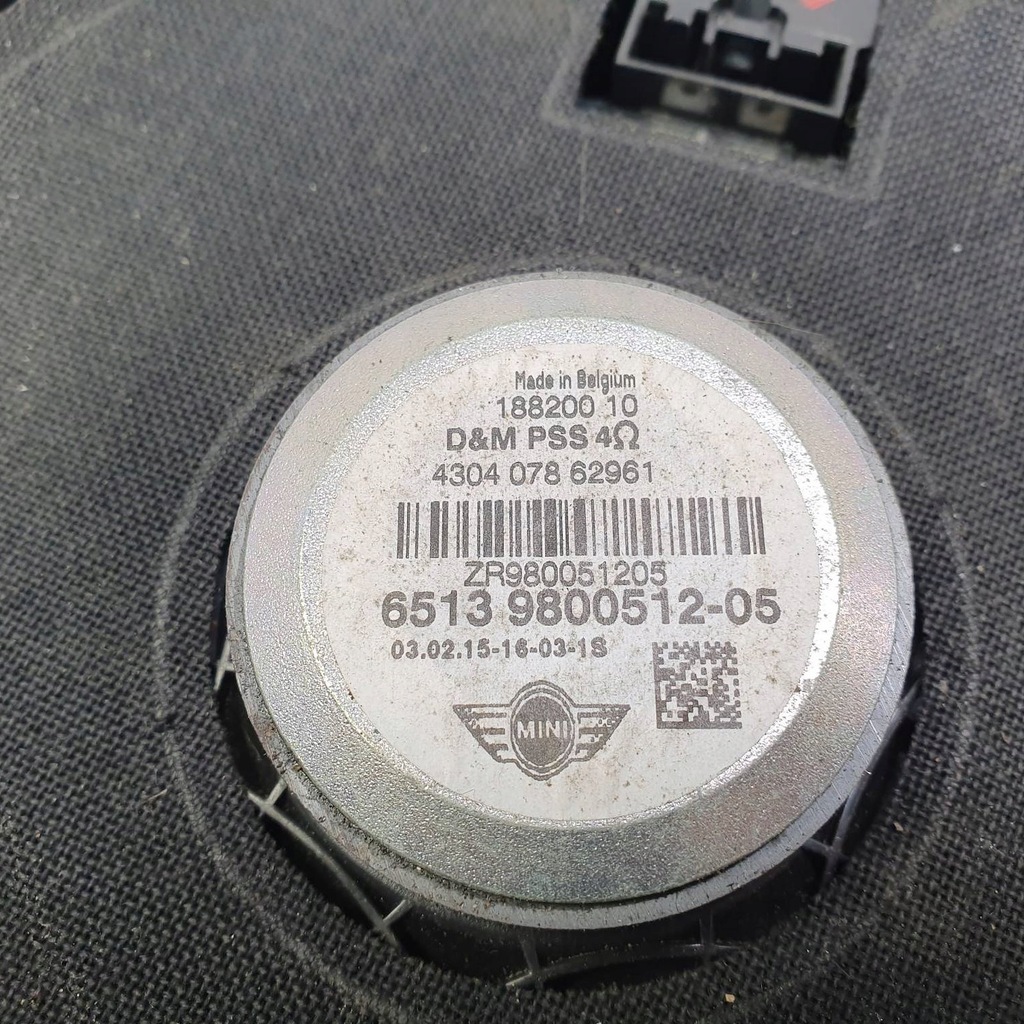 Made in Belgium
188200 10
D&M PSS 4Ω
4304 078 62961
ZR980051205
6513 9800512-05
03.02.15-16-03-1S
MINI